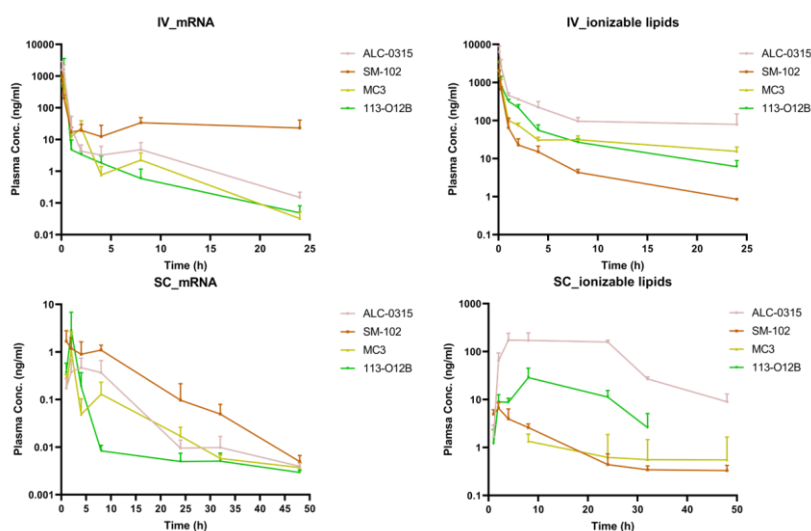 IV_mRNA
Plasma Conc. (ng/ml)
10000
1000
100
10
1
0.1
0.01
0 5 10 15 20 25
Time (h)
ALC-0315
SM-102
MC3
113-O12B
IV_ionizable lipids
Plasma Conc. (ng/ml)
10000
1000
100
10
1
0.1
0 5 10 15 20 25
Time (h)
ALC-0315
SM-102
MC3
113-O12B
SC_mRNA
Plasma Conc. (ng/ml)
10
1
0.1
0.01
0.001
0 5 10 15 20 25 30 35 40 45 50
Time (h)
ALC-0315
SM-102
MC3
113-O12B
SC_ionizable lipids
Plamsa Conc. (ng/ml)
1000
100
10
1
0.1
0 10 20 30 40 50
Time (h)
ALC-0315
SM-102
MC3
113-O12B